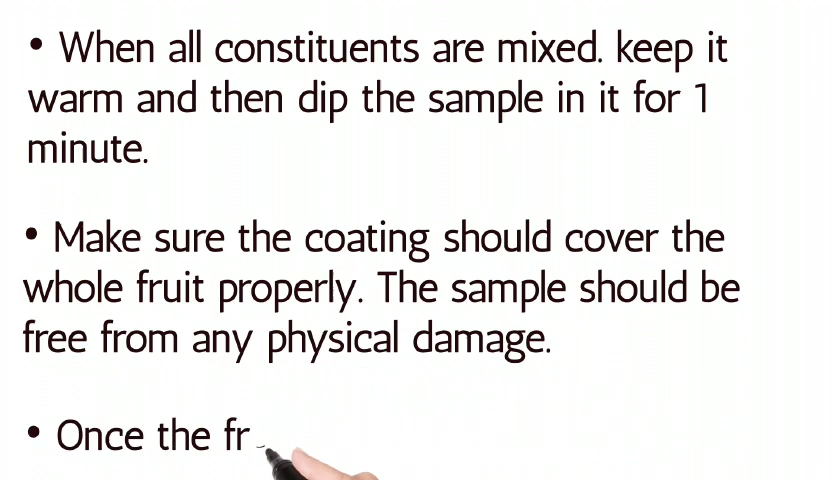 • When all constituents are mixed. keep it
warm and then dip the sample in it for 1
minute.
• Make sure the coating should cover the
whole fruit properly. The sample should be
free from any physical damage.
• Once the fr